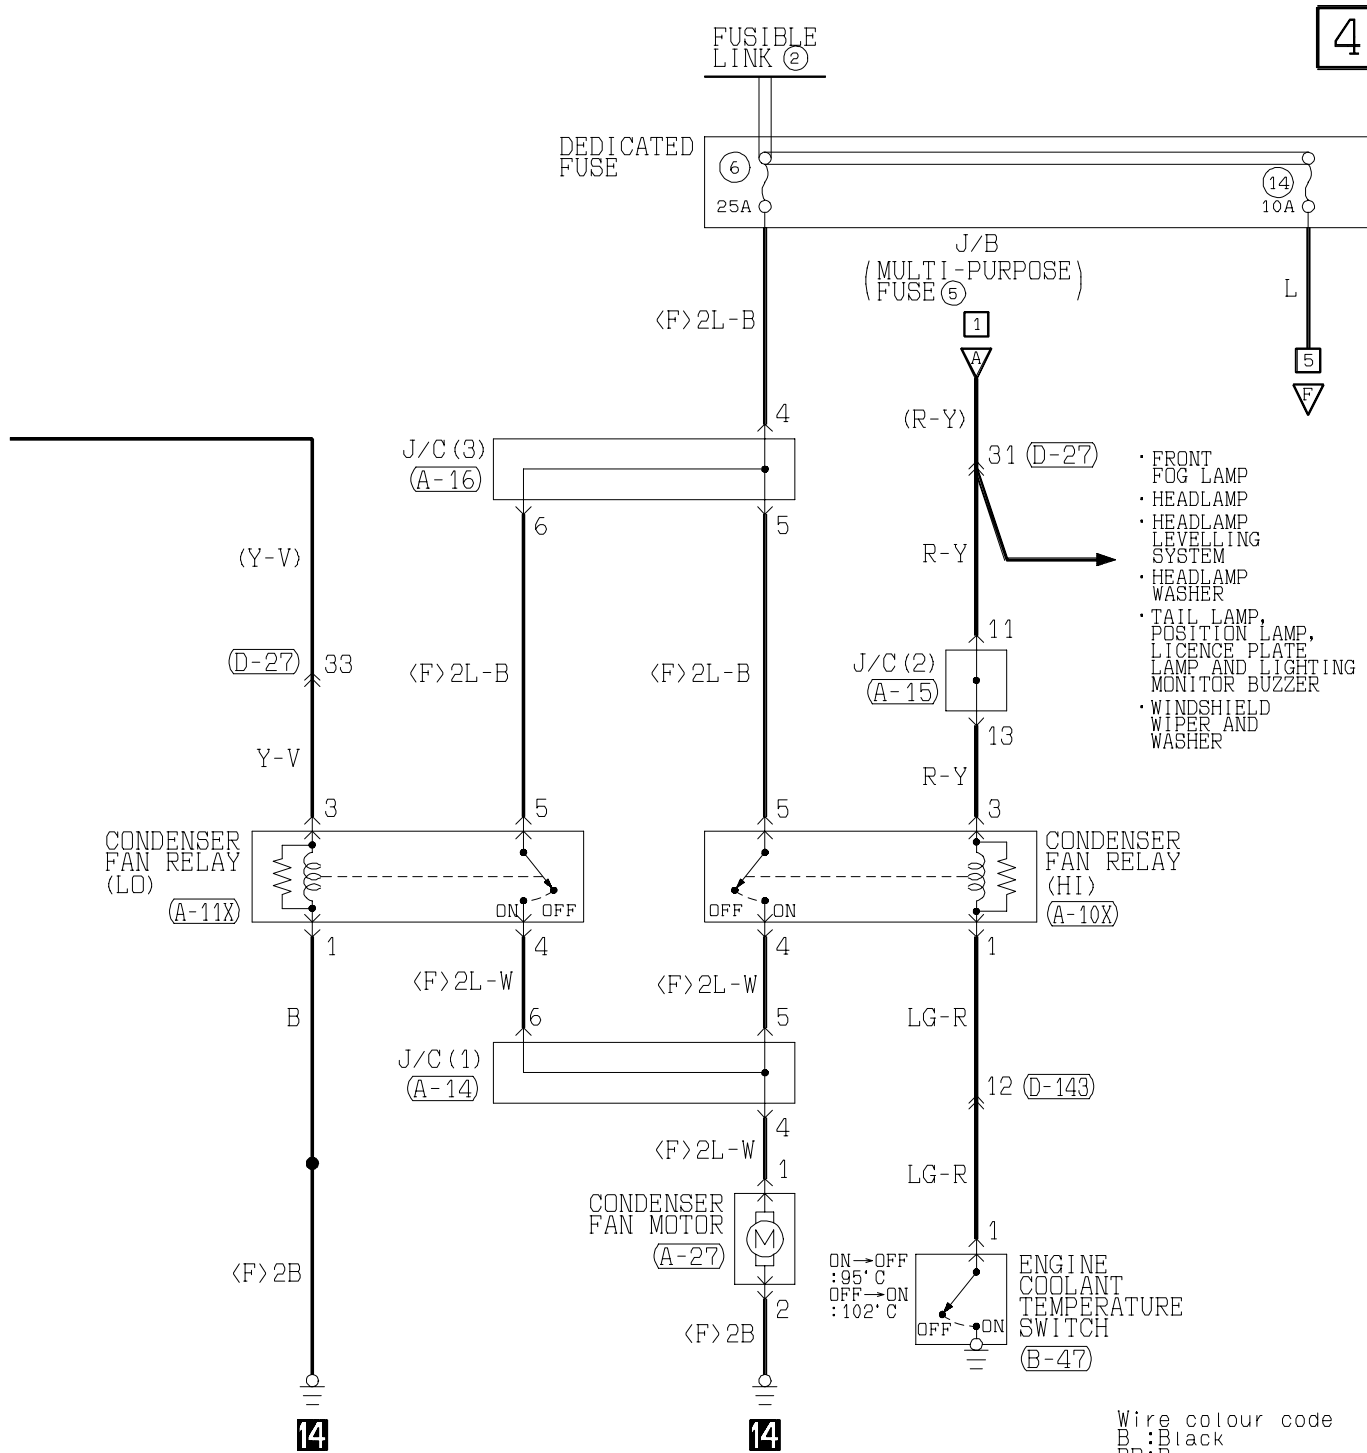 4
FUSIBLE
LINK ②
DEDICATED
FUSE
6
25A
14
10A
J/B
(MULTI-PURPOSE
FUSE ⑤)
1
A
L
5
F
<F>2L-B
(R-Y)
4
J/C(3)
(A-16)
31 (D-27)
· FRONT
FOG LAMP
· HEADLAMP
· HEADLAMP
LEVELLING
SYSTEM
· HEADLAMP
WASHER
· TAIL LAMP,
POSITION LAMP,
LICENCE PLATE
LAMP AND LIGHTING
MONITOR BUZZER
· WINDSHIELD
WIPER AND
WASHER
6
5
(Y-V)
R-Y
(D-27) 33
<F>2L-B
<F>2L-B
11
J/C(2)
(A-15)
13
Y-V
R-Y
3
5
5
3
CONDENSER
FAN RELAY
(LO)
(A-11X)
ON OFF
OFF ON
CONDENSER
FAN RELAY
(HI)
(A-10X)
1
4
4
1
<F>2L-W
<F>2L-W
B
6
5
LG-R
J/C(1)
(A-14)
12 (D-143)
4
<F>2L-W
1
LG-R
CONDENSER
FAN MOTOR
(A-27)
M
2
1
ON→OFF
:95°C
OFF→ON
:102°C
OFF ON
ENGINE
COOLANT
TEMPERATURE
SWITCH
(B-47)
<F>2B
<F>2B
14
14
Wire colour code
B :Black